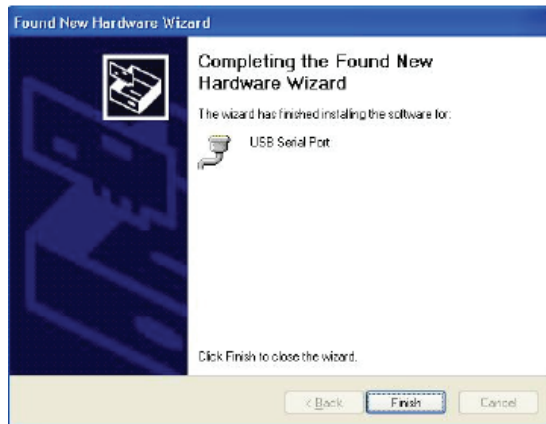 Found New Hardware Wizard
Completing the Found New
Hardware Wizard
The wizard has finished installing the software for:
USB Serial Port
Click Finish to close the wizard.
< Back
Finish
Cancel